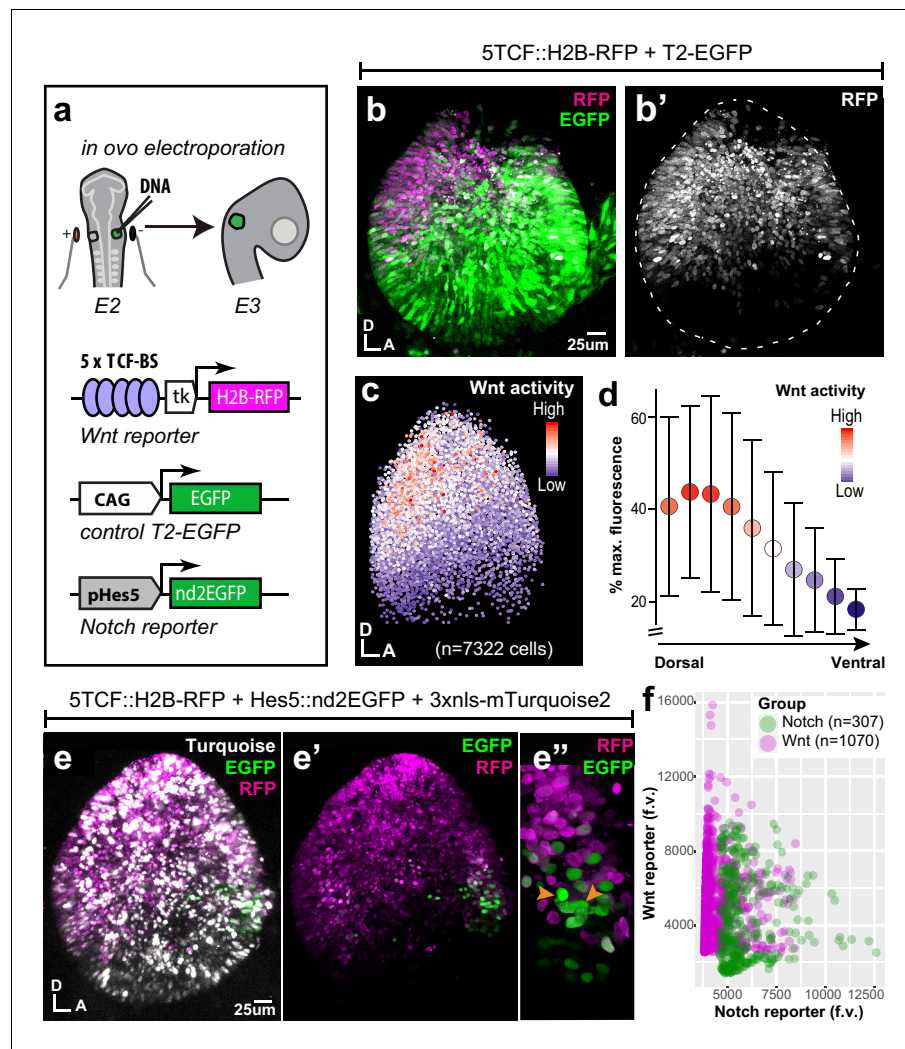 5TCF::H2B-RFP + T2-EGFP
a
in ovo electroporation
DNA
+
-
E2
E3
5 x TCF-BS
tk
H2B-RFP
Wnt reporter
CAG
EGFP
control T2-EGFP
pHes5
nd2EGFP
Notch reporter
b
RFP
EGFP
D
A
25um
b'
RFP
c
Wnt activity
High
Low
D
A
(n=7322 cells)
d
Wnt activity
High
Low
% max. fluorescence
60
40
20
Dorsal
Ventral
5TCF::H2B-RFP + Hes5::nd2EGFP + 3xnls-mTurquoise2
e
Turquoise
EGFP
RFP
D
A
25um
e'
EGFP
RFP
e''
RFP
EGFP
f
Group
Notch (n=307)
Wnt (n=1070)
Wnt reporter (f.v.)
16000
12000
8000
4000
5000
7500
10000
12500
Notch reporter (f.v.)